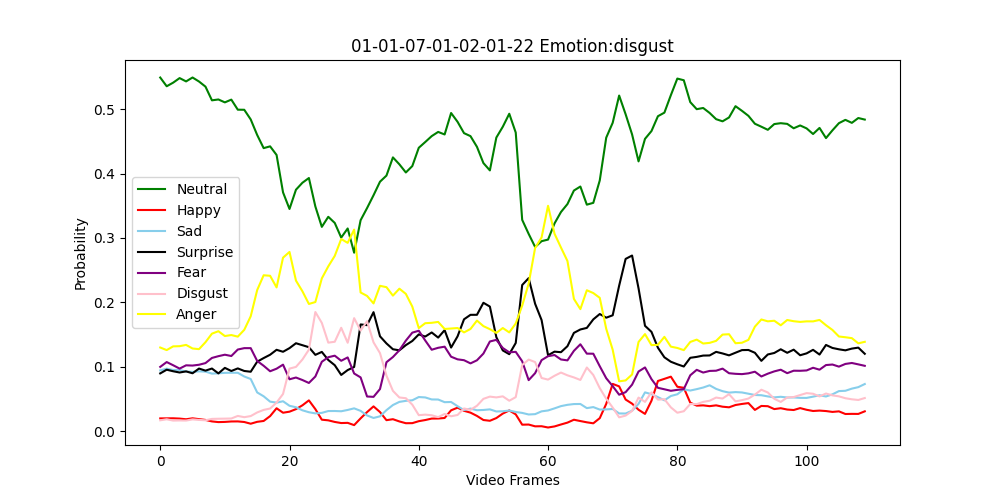 01-01-07-01-02-01-22 Emotion:disgust
Probability
0.5
0.4
0.3
0.2
0.1
0.0
Neutral
Happy
Sad
Surprise
Fear
Disgust
Anger
0 20 40 60 80 100
Video Frames